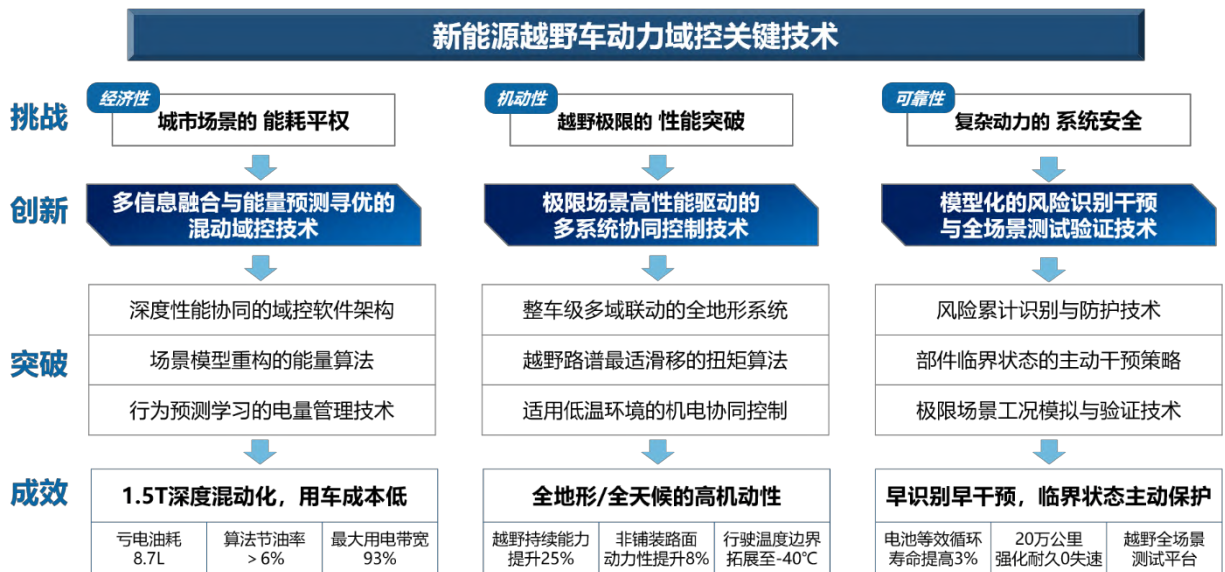 新能源越野车动力域控关键技术
挑战
经济性
城市场景的 能耗平权
机动性
越野极限的 性能突破
可靠性
复杂动力的 系统安全
创新
多信息融合与能量预测寻优的
混动域控技术
极限场景高性能驱动的
多系统协同控制技术
模型化的风险识别干预
与全场景测试验证技术
突破
深度性能协同的域控软件架构
场景模型重构的能量算法
行为预测学习的电量管理技术
整车级多域联动的全地形系统
越野路谱最适滑移的扭矩算法
适用低温环境的机电协同控制
风险累计识别与防护技术
部件临界状态的主动干预策略
极限场景工况模拟与验证技术
成效
1.5T深度混动化，用车成本低
亏电油耗
8.7L
算法节油率
>6%
最大用电带宽
93%
全地形/全天候的高机动性
越野持续能力
提升25%
非铺装路面
动力性提升8%
行驶温度边界
拓展至-40℃
早识别早干预，临界状态主动保护
电池等效循环
寿命提高3%
20万公里
强化耐久0失速
越野全场景
测试平台